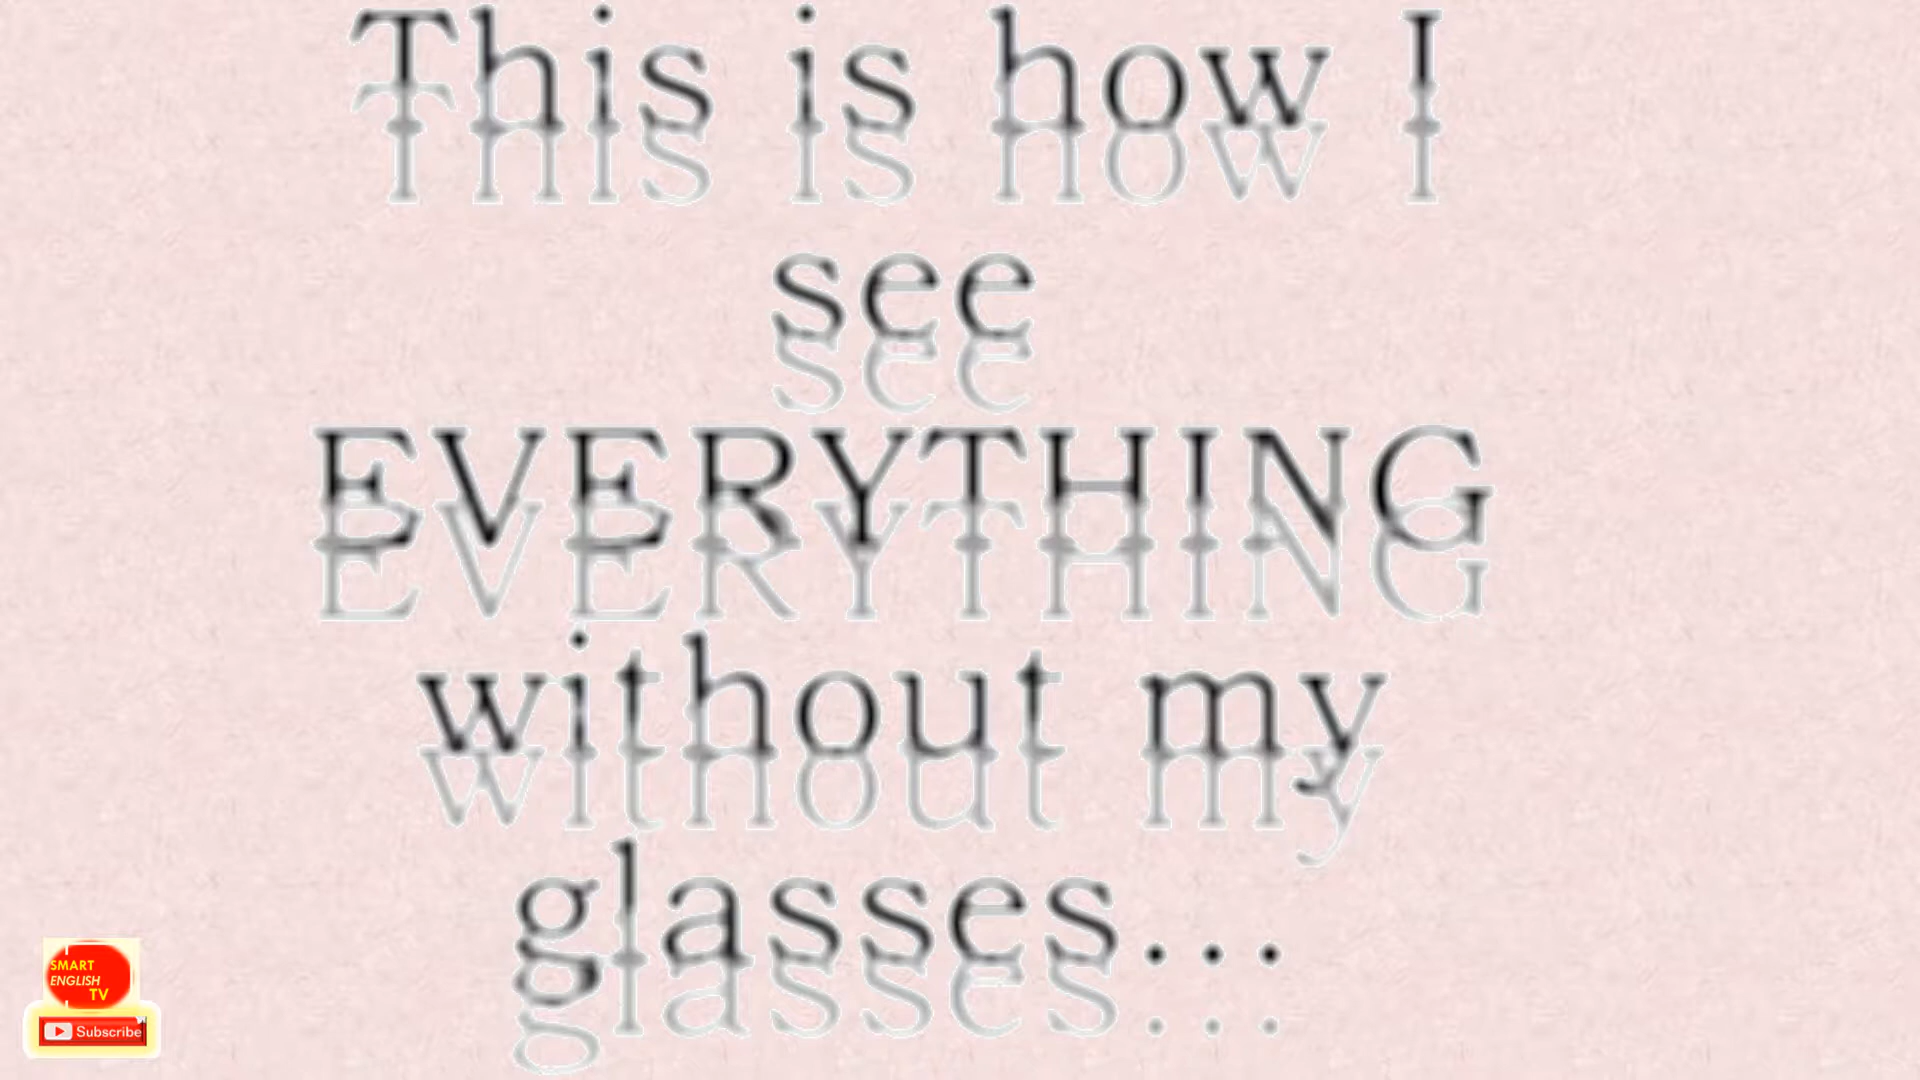 This is how I
see
EVERYTHING
without my
glasses...
SMART
ENGLISH
TV
Subscribe